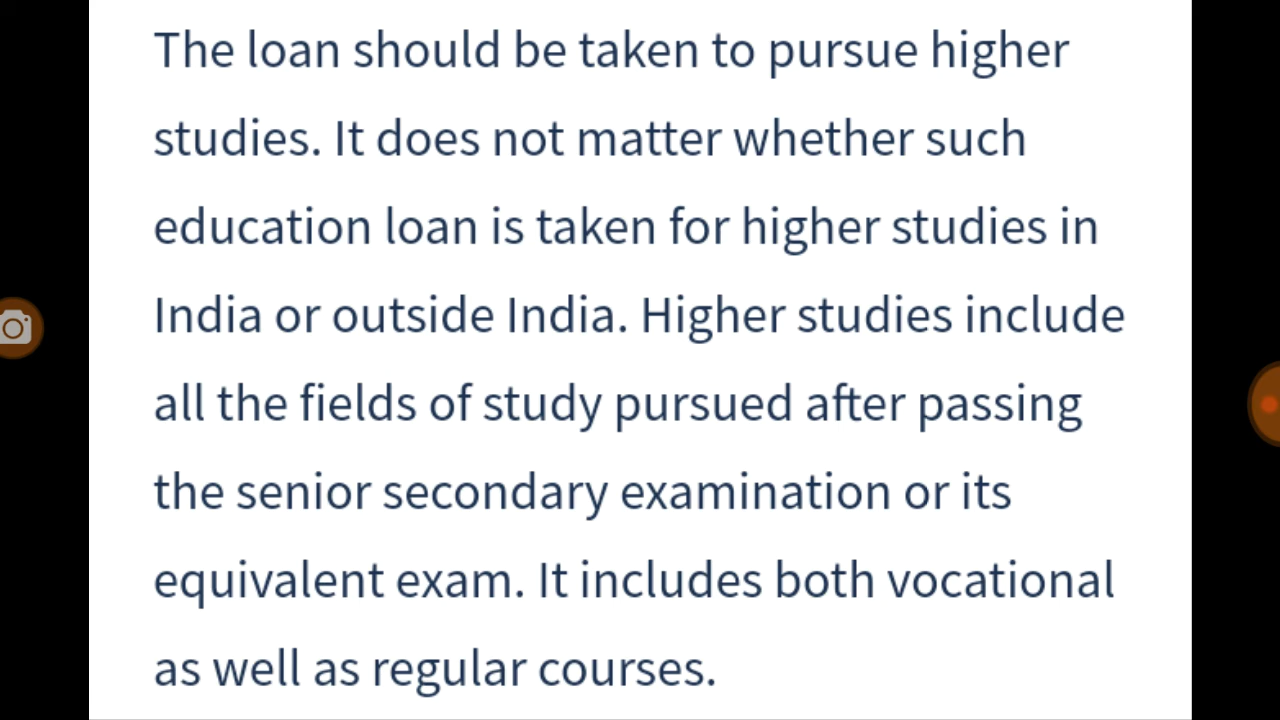 The loan should be taken to pursue higher
studies. It does not matter whether such
education loan is taken for higher studies in
India or outside India. Higher studies include
all the fields of study pursued after passing
the senior secondary examination or its
equivalent exam. It includes both vocational
as well as regular courses.